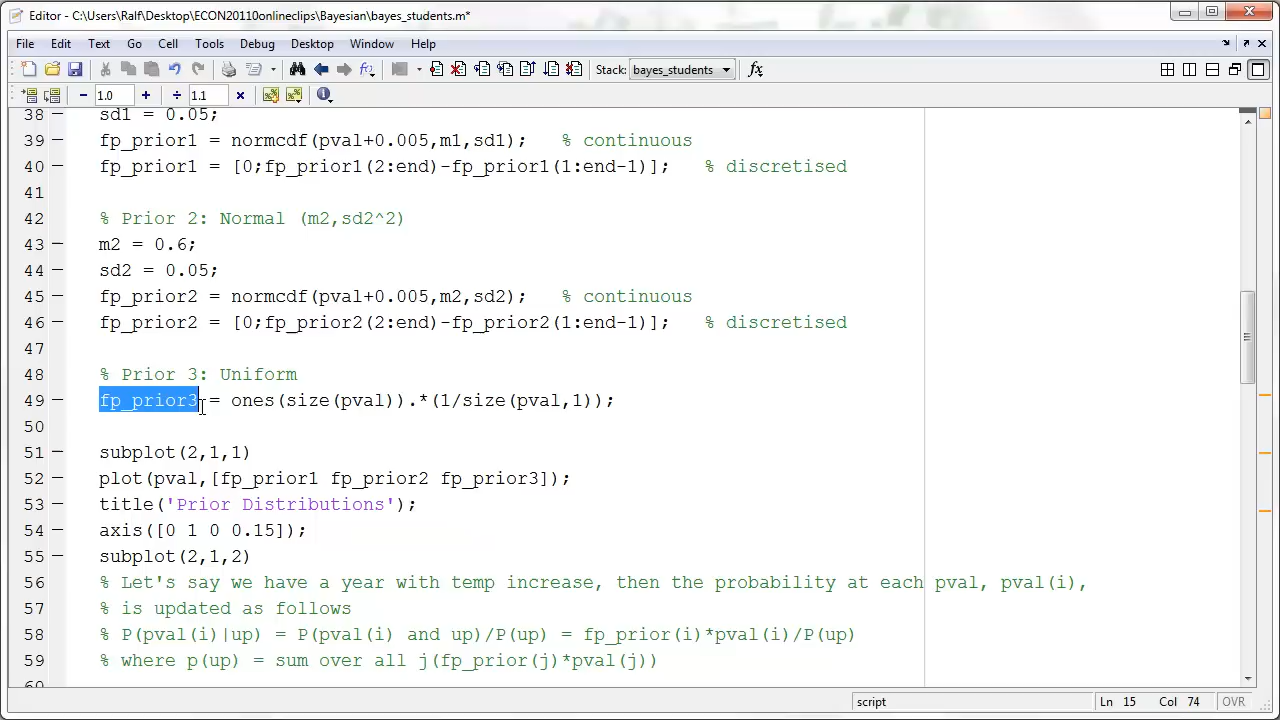 Editor - C:\Users\Ralf\Desktop\ECON20110onlineclips\Bayesian\bayes_students.m*
File Edit Text Go Cell Tools Debug Desktop Window Help
Stack: bayes_students fx
− 1.0 + ÷ 1.1 ×
38 sd1 = 0.05;
39 − fp_prior1 = normcdf(pval+0.005,m1,sd1); % continuous
40 − fp_prior1 = [0;fp_prior1(2:end)-fp_prior1(1:end-1)]; % discretised
41
42 % Prior 2: Normal (m2,sd2^2)
43 − m2 = 0.6;
44 − sd2 = 0.05;
45 − fp_prior2 = normcdf(pval+0.005,m2,sd2); % continuous
46 − fp_prior2 = [0;fp_prior2(2:end)-fp_prior2(1:end-1)]; % discretised
47
48 % Prior 3: Uniform
49 − fp_prior3 = ones(size(pval)).*(1/size(pval,1));
50
51 − subplot(2,1,1)
52 − plot(pval,[fp_prior1 fp_prior2 fp_prior3]);
53 − title('Prior Distributions');
54 − axis([0 1 0 0.15]);
55 − subplot(2,1,2)
56 % Let's say we have a year with temp increase, then the probability at each pval, pval(i),
57 % is updated as follows
58 % P(pval(i)|up) = P(pval(i) and up)/P(up) = fp_prior(i)*pval(i)/P(up)
59 % where p(up) = sum over all j(fp_prior(j)*pval(j))
60
script Ln 15 Col 74 OVR